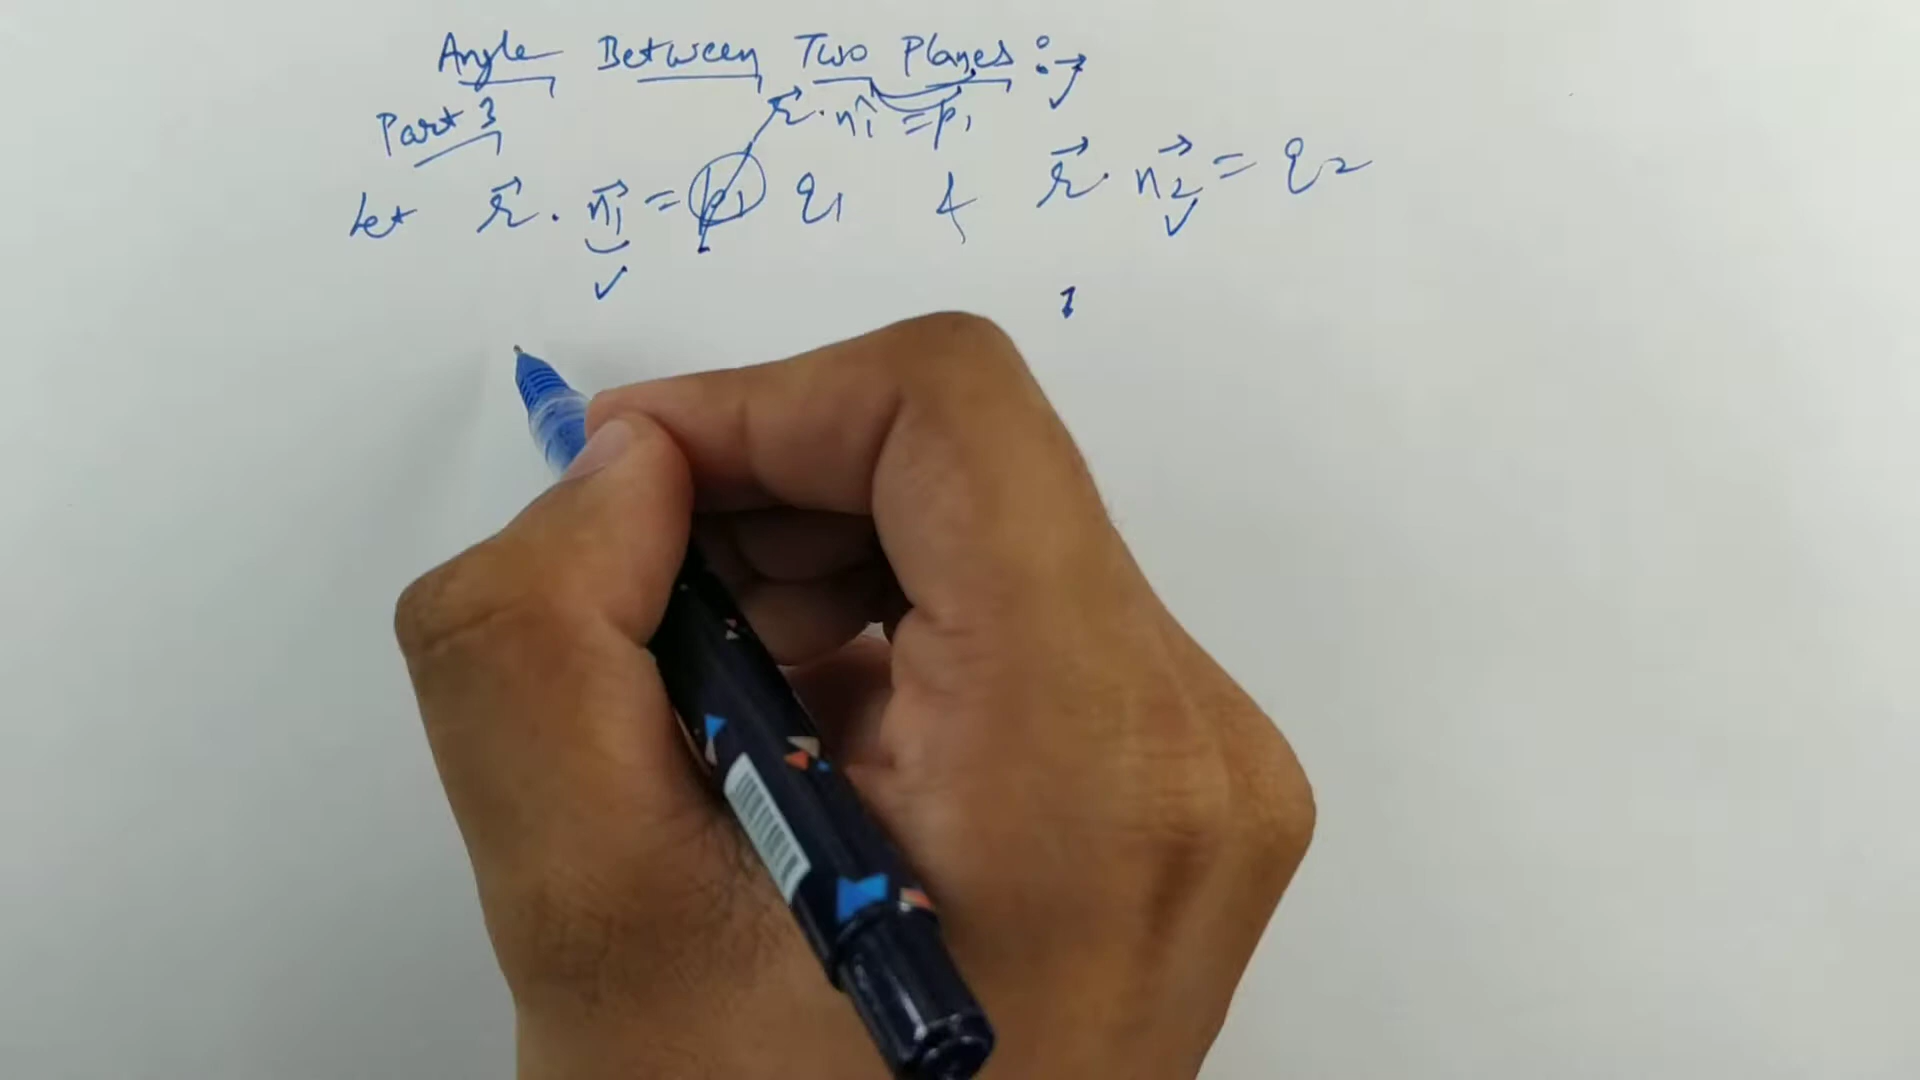 Angle Between Two Planes :→
Part 3
r⃗ · n̂₁ = p₁
Let r⃗ · n⃗₁ = p₁ q₁ & r⃗ · n⃗₂ = q₂